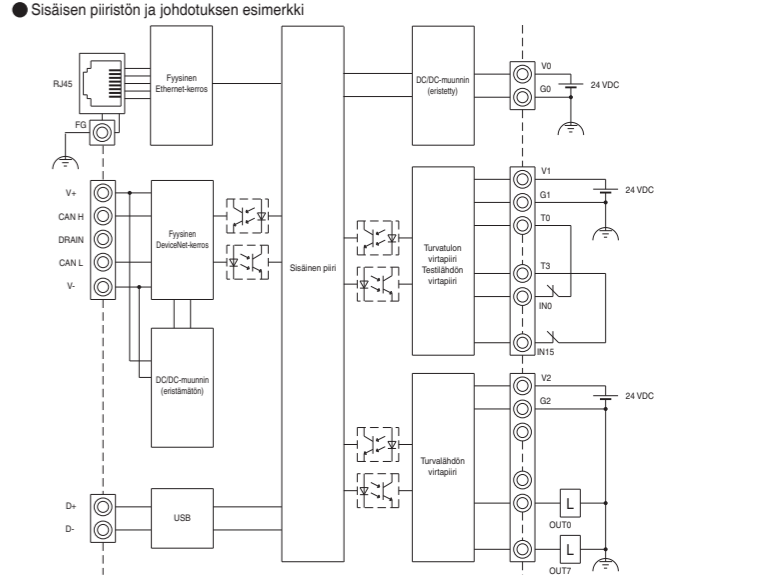 ● Sisäisen piiristön ja johdotuksen esimerkki
RJ45
Fyysinen
Ethernet-kerros
FG
DC/DC-muunnin
(eristetty)
V0
G0
24 VDC
V+
CAN H
DRAIN
CAN L
V-
Fyysinen
DeviceNet-kerros
DC/DC-muunnin
(eristämätön)
Sisäinen piiri
Turvatulon
virtapiiri
Testilähdön
virtapiiri
V1
G1
T0
T3
IN0
IN15
24 VDC
Turvalähdön
virtapiiri
V2
G2
24 VDC
L
OUT0
L
OUT7
D+
D-
USB